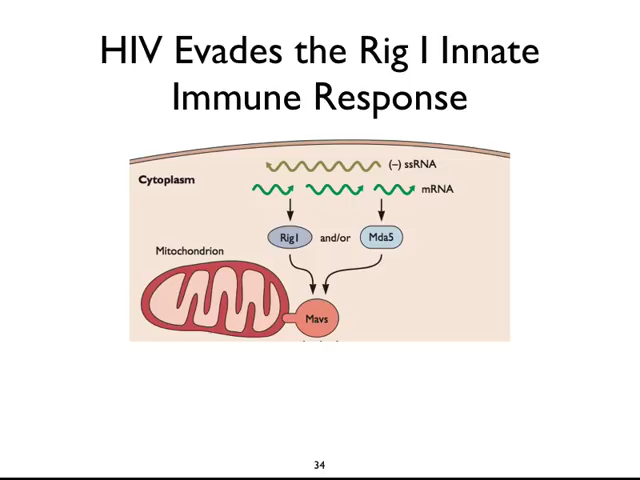 HIV Evades the Rig I Innate
Immune Response
(–) ssRNA
Cytoplasm
mRNA
Rig1 and/or Mda5
Mitochondrion
Mavs
34